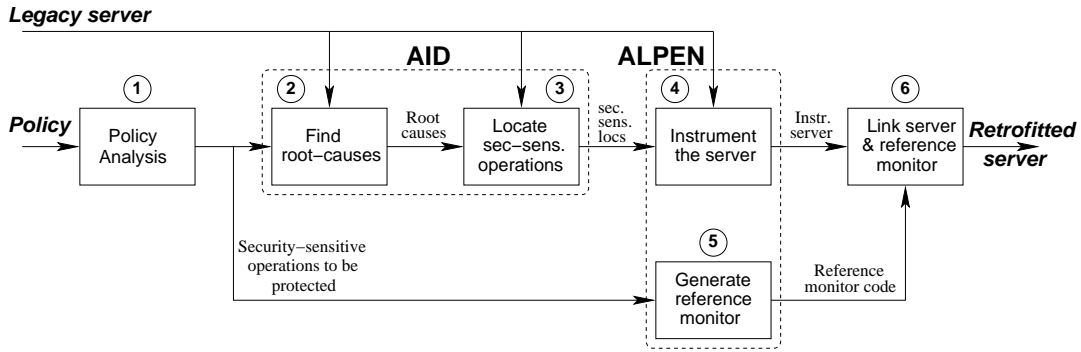 Legacy server
AID
ALPEN
1
2
3
4
6
Policy
Policy
Analysis
Find
root−causes
Root
causes
Locate
sec−sens.
operations
sec.
sens.
locs
Instrument
the server
Instr.
server
Link server
& reference
monitor
Retrofitted
server
Security−sensitive
operations to be
protected
5
Generate
reference
monitor
Reference
monitor code